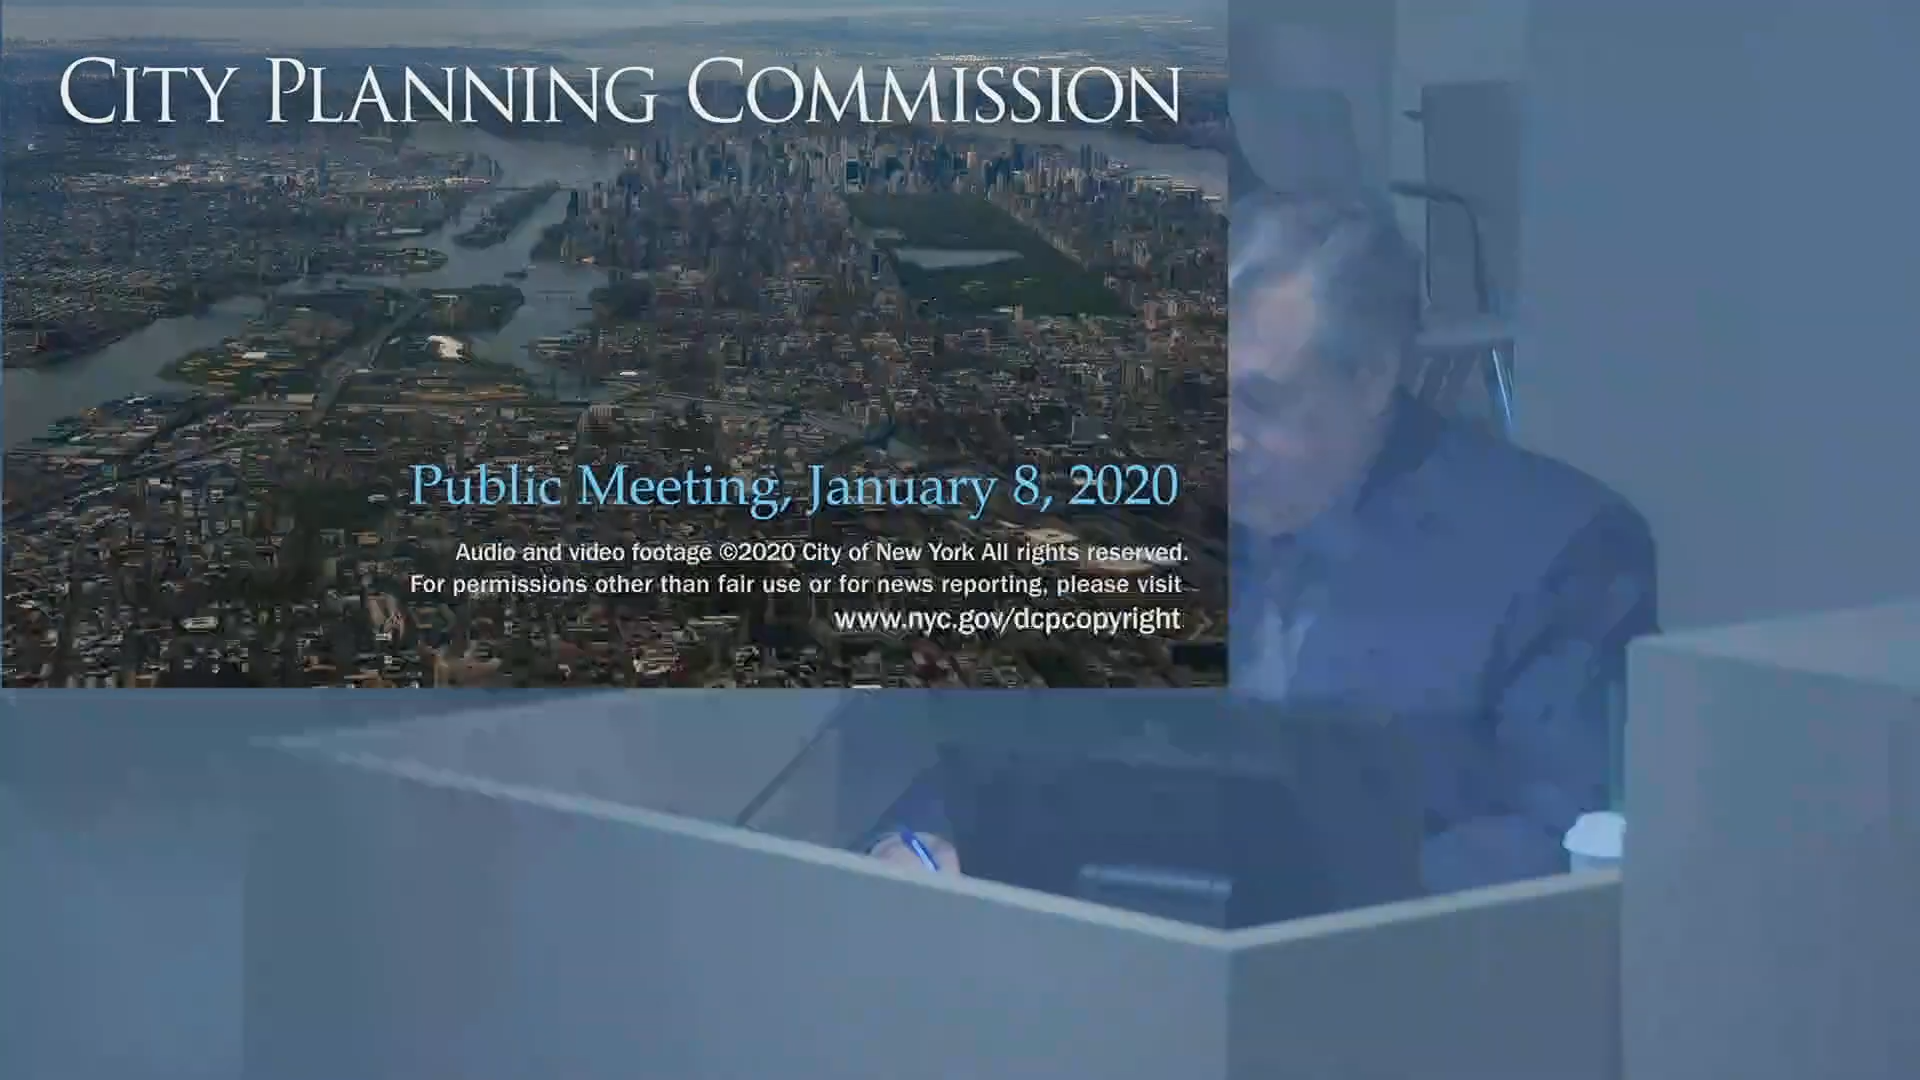 CITY PLANNING COMMISSION
Public Meeting, January 8, 2020
Audio and video footage ©2020 City of New York All rights reserved.
For permissions other than fair use or for news reporting, please visit
www.nyc.gov/dcpcopyright